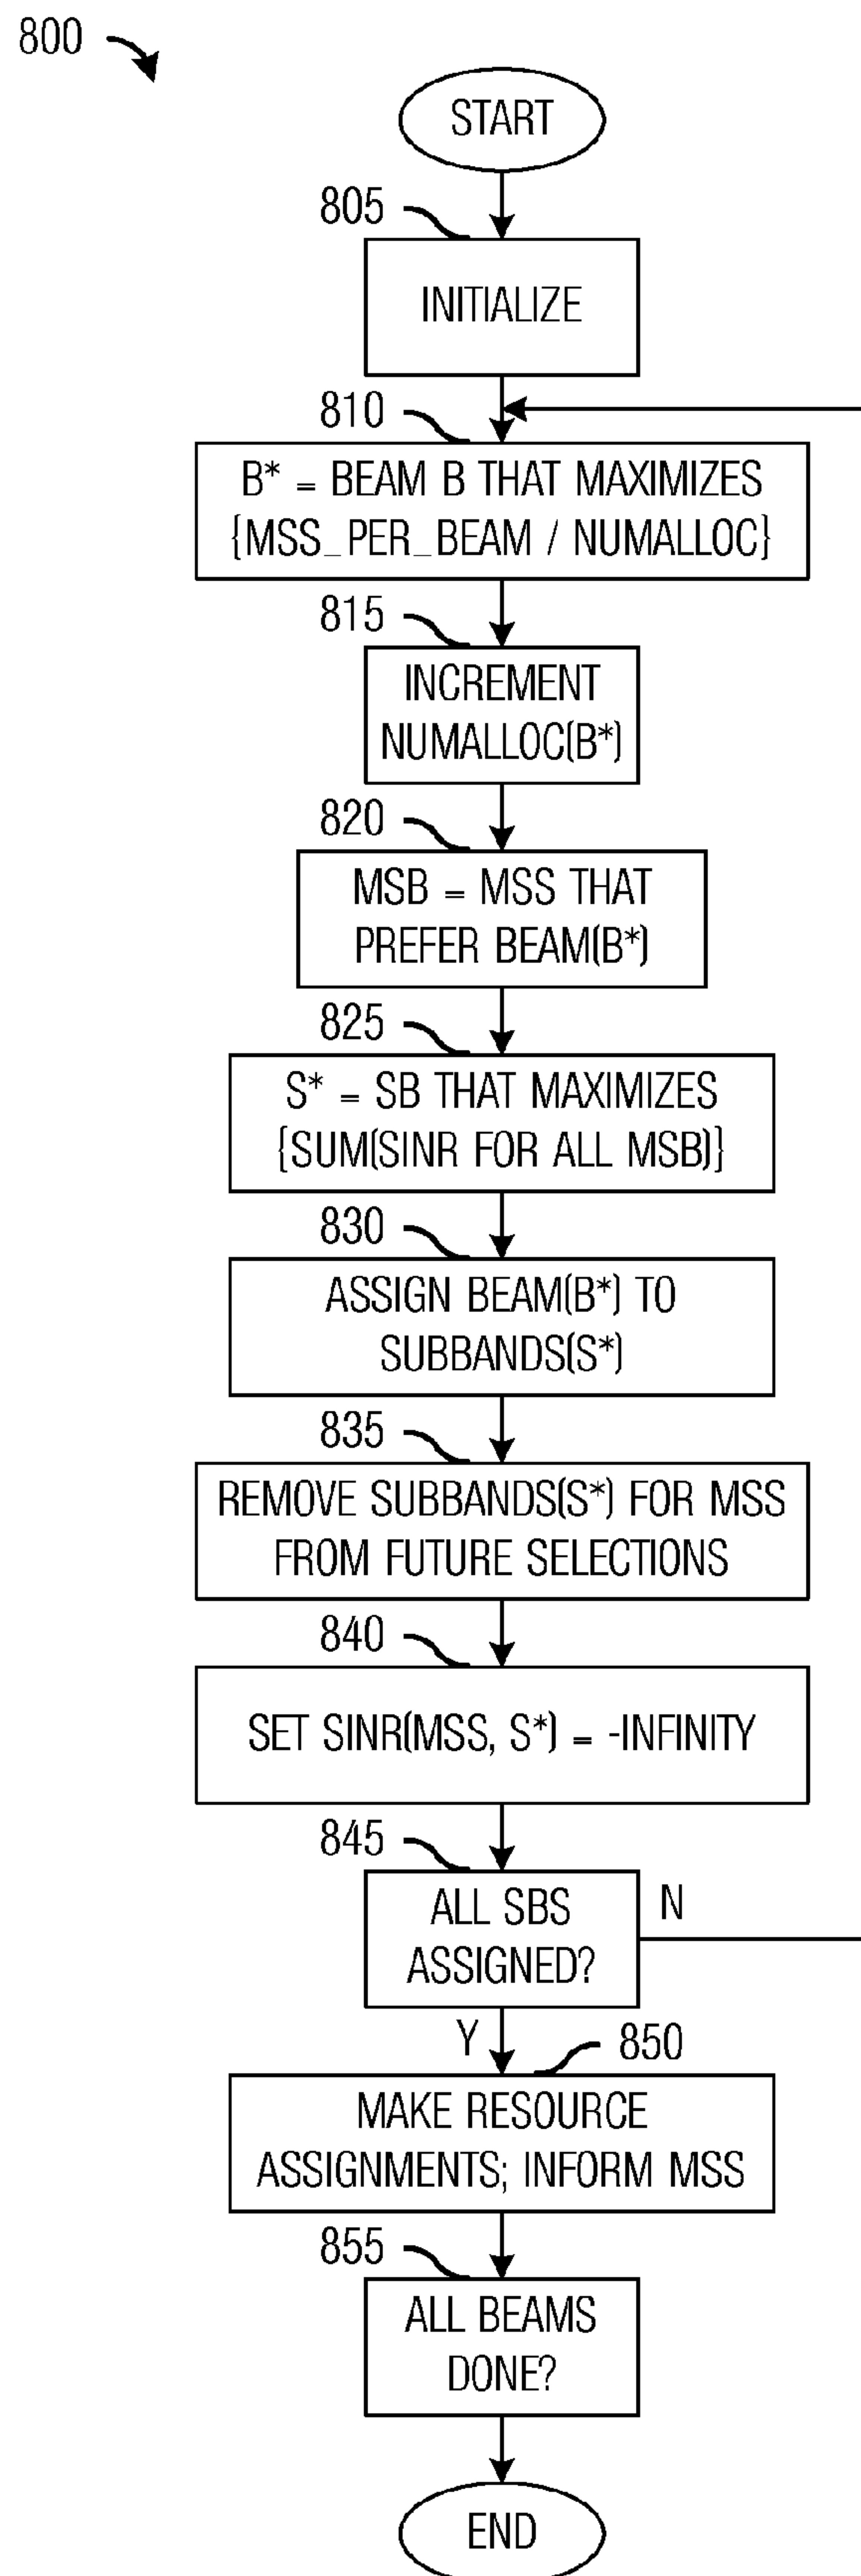 800
START
805
INITIALIZE
810
B* = BEAM B THAT MAXIMIZES
{MSS_PER_BEAM / NUMALLOC}
815
INCREMENT
NUMALLOC(B*)
820
MSB = MSS THAT
PREFER BEAM(B*)
825
S* = SB THAT MAXIMIZES
{SUM(SINR FOR ALL MSB)}
830
ASSIGN BEAM(B*) TO
SUBBANDS(S*)
835
REMOVE SUBBANDS(S*) FOR MSS
FROM FUTURE SELECTIONS
840
SET SINR(MSS, S*) = -INFINITY
845
ALL SBS
ASSIGNED?
N
Y
850
MAKE RESOURCE
ASSIGNMENTS; INFORM MSS
855
ALL BEAMS
DONE?
END